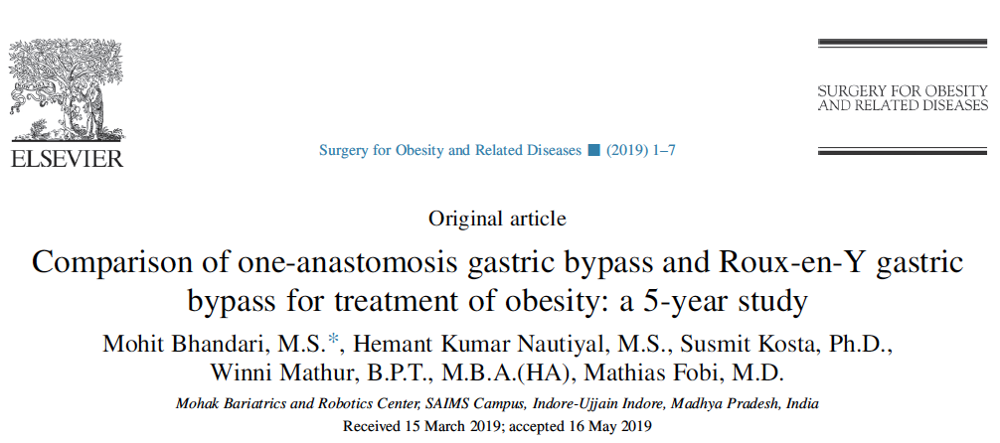 ELSEVIER
SURGERY FOR OBESITY
AND RELATED DISEASES
Surgery for Obesity and Related Diseases ■ (2019) 1–7
Original article
Comparison of one-anastomosis gastric bypass and Roux-en-Y gastric
bypass for treatment of obesity: a 5-year study
Mohit Bhandari, M.S.*, Hemant Kumar Nautiyal, M.S., Susmit Kosta, Ph.D.,
Winni Mathur, B.P.T., M.B.A.(HA), Mathias Fobi, M.D.
Mohak Bariatrics and Robotics Center, SAIMS Campus, Indore-Ujjain Indore, Madhya Pradesh, India
Received 15 March 2019; accepted 16 May 2019